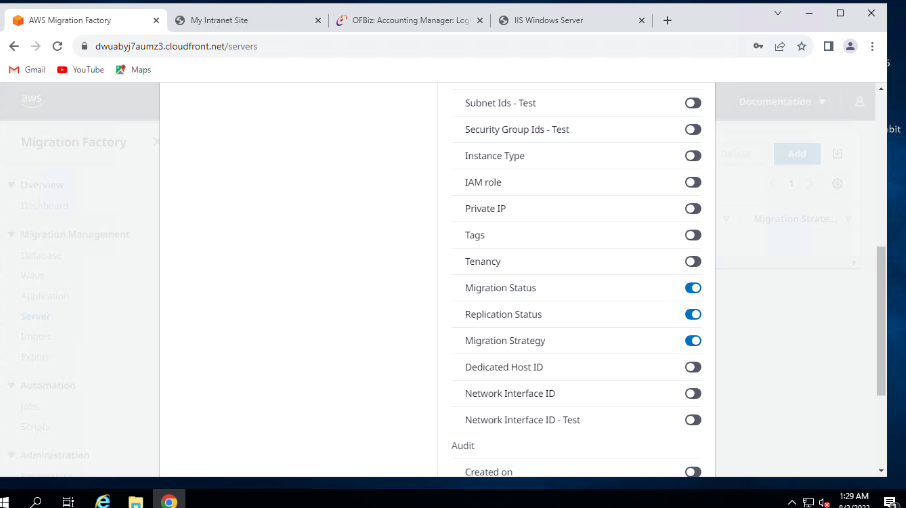 AWS Migration Factory
My Intranet Site
OFBiz: Accounting Manager: Log
IIS Windows Server
dwuabyj7aumz3.cloudfront.net/servers
Gmail
YouTube
Maps
aws
Documentation
Migration Factory
Overview
Dashboard
Migration Management
Database
Wave
Application
Server
Import
Export
Automation
Jobs
Scripts
Administration
Subnet Ids - Test
Security Group Ids - Test
Instance Type
IAM role
Private IP
Tags
Tenancy
Migration Status
Replication Status
Migration Strategy
Dedicated Host ID
Network Interface ID
Network Interface ID - Test
Audit
Created on
Delete
Add
1
Migration Strate...
bit
1:29 AM